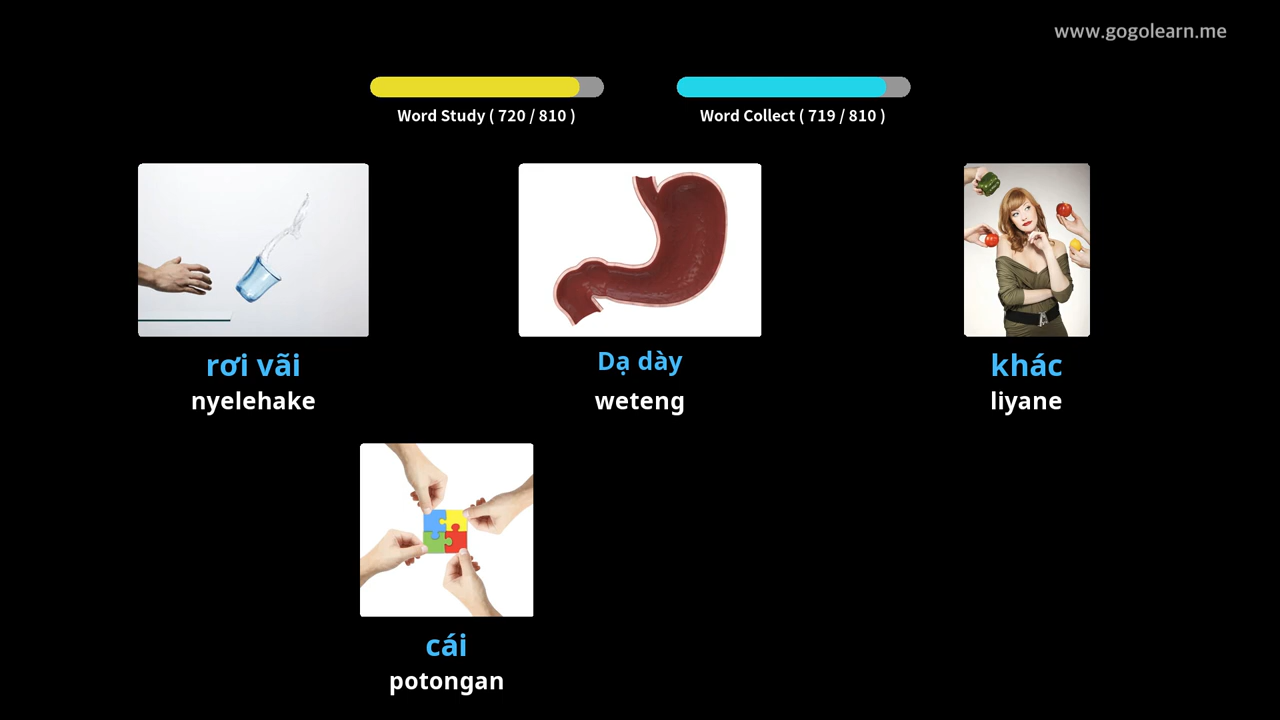 www.gogolearn.me
Word Study ( 720 / 810 )
Word Collect ( 719 / 810 )
rơi vãi
nyelehake
Dạ dày
weteng
khác
liyane
cái
potongan